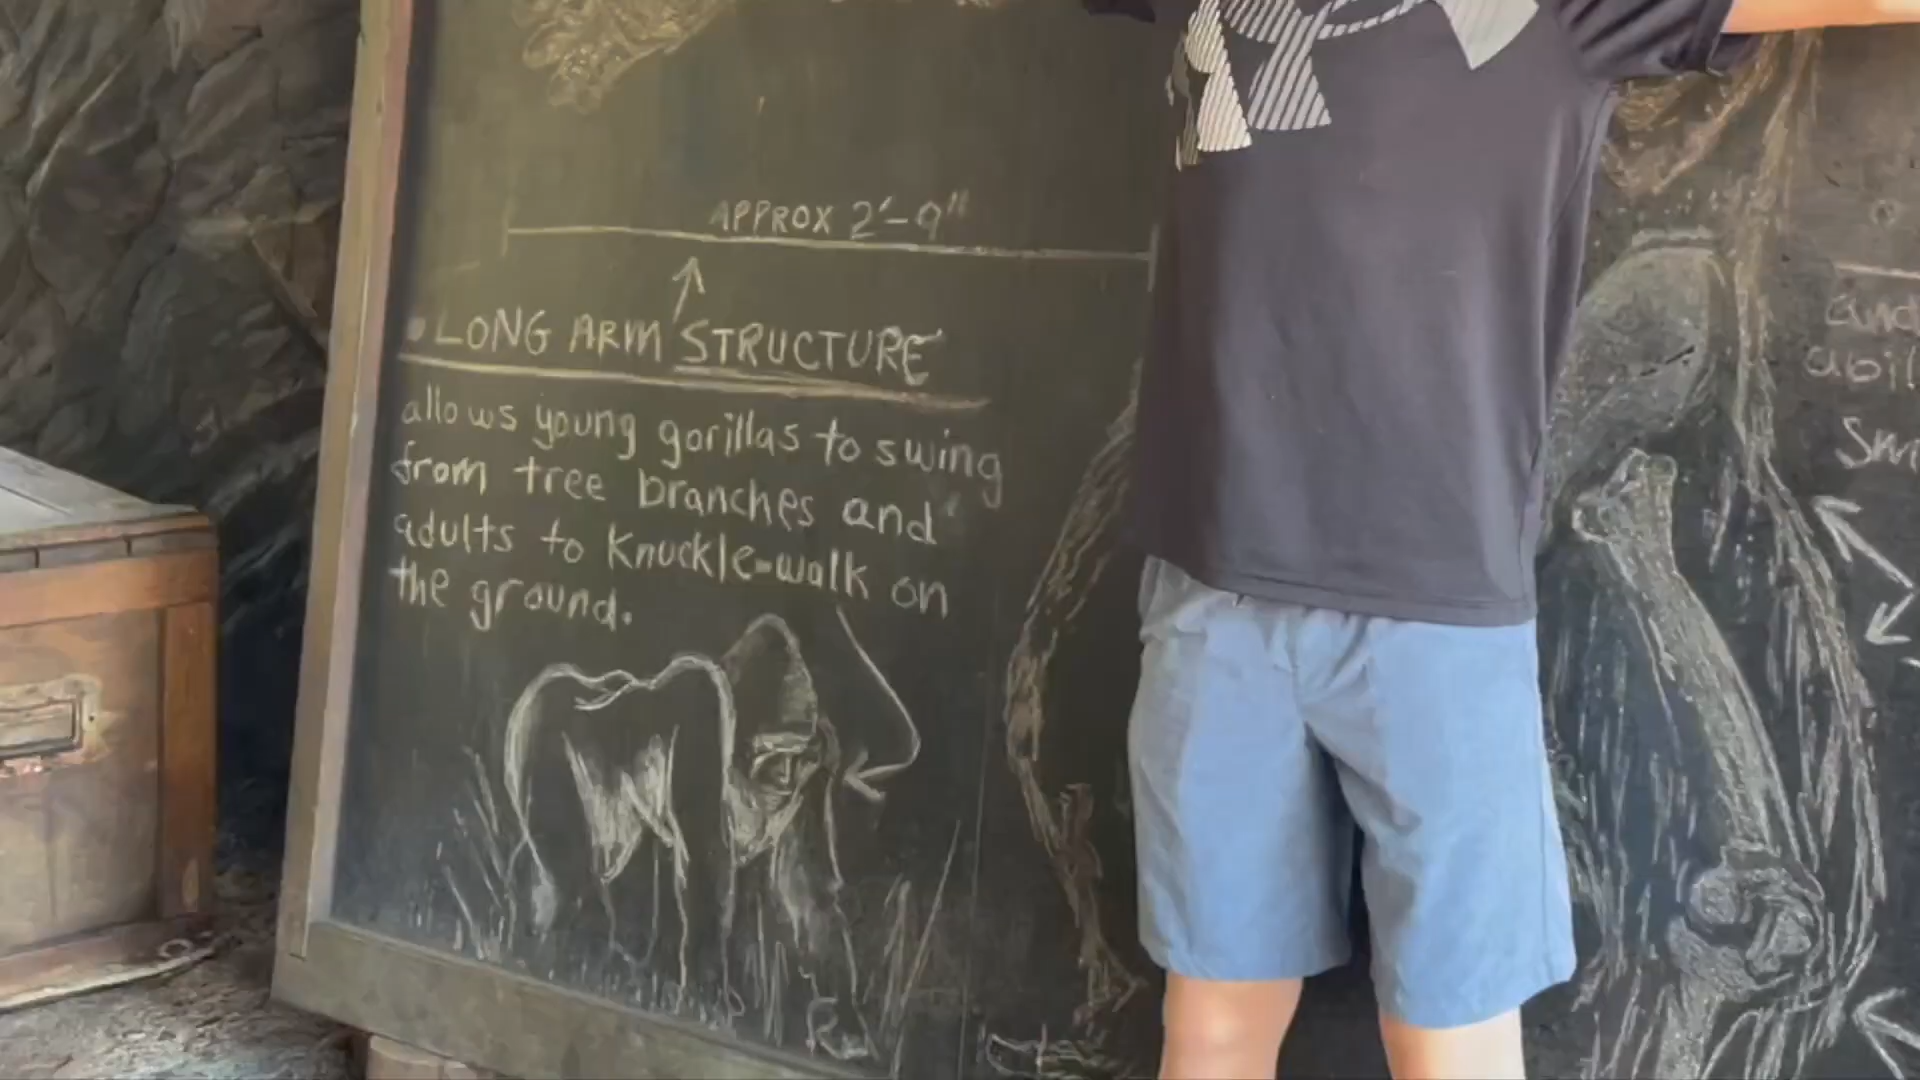 APPROX 2'-9"
• LONG ARM STRUCTURE
allows young gorillas to swing
from tree branches and
adults to Knuckle-walk on
the ground.
and